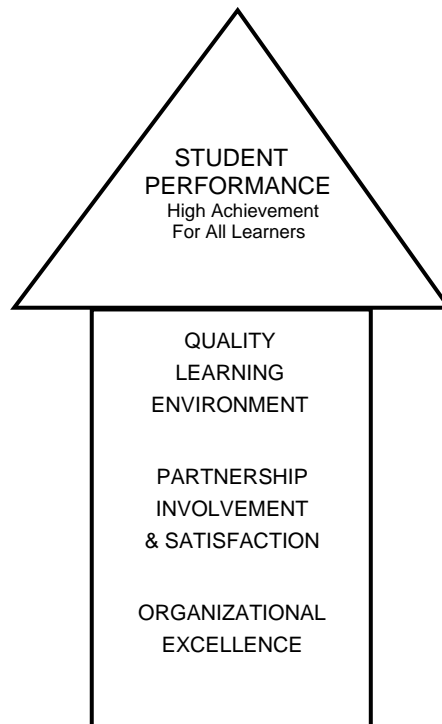 STUDENT
PERFORMANCE
High Achievement
For All Learners
QUALITY
LEARNING
ENVIRONMENT
PARTNERSHIP
INVOLVEMENT
& SATISFACTION
ORGANIZATIONAL
EXCELLENCE